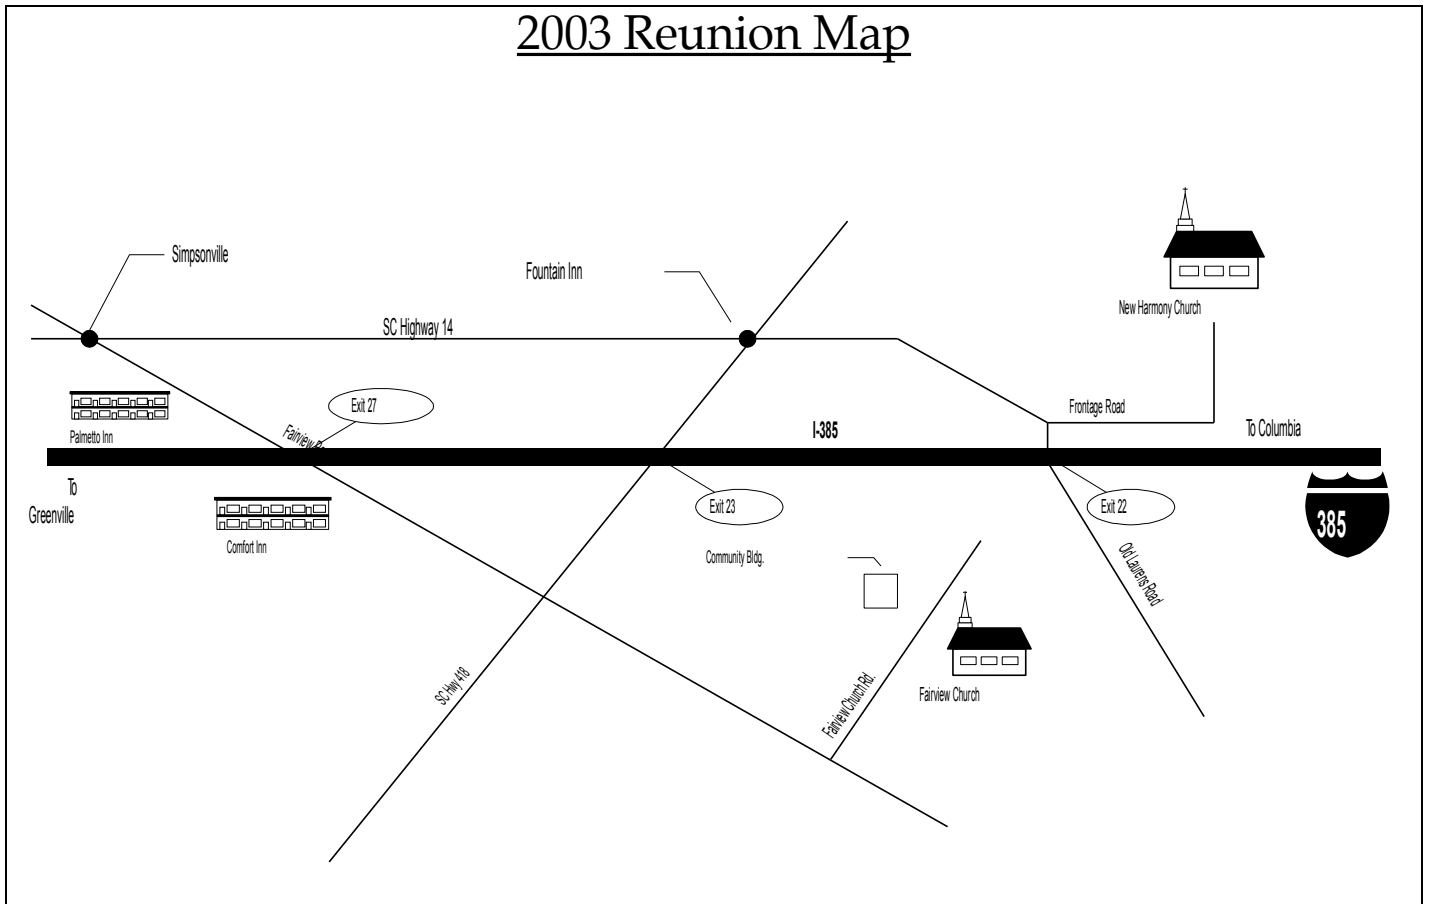 2003 Reunion Map
Simpsonville
Fountain Inn
New Harmony Church
SC Highway 14
Exit 27
Frontage Road
Palmetto Inn
Fairview
I-385
To Columbia
To
Greenville
Exit 23
Exit 22
385
Comfort Inn
Community Bldg.
Old Laurens Road
SC Hwy 418
Fairview Church Rd.
Fairview Church